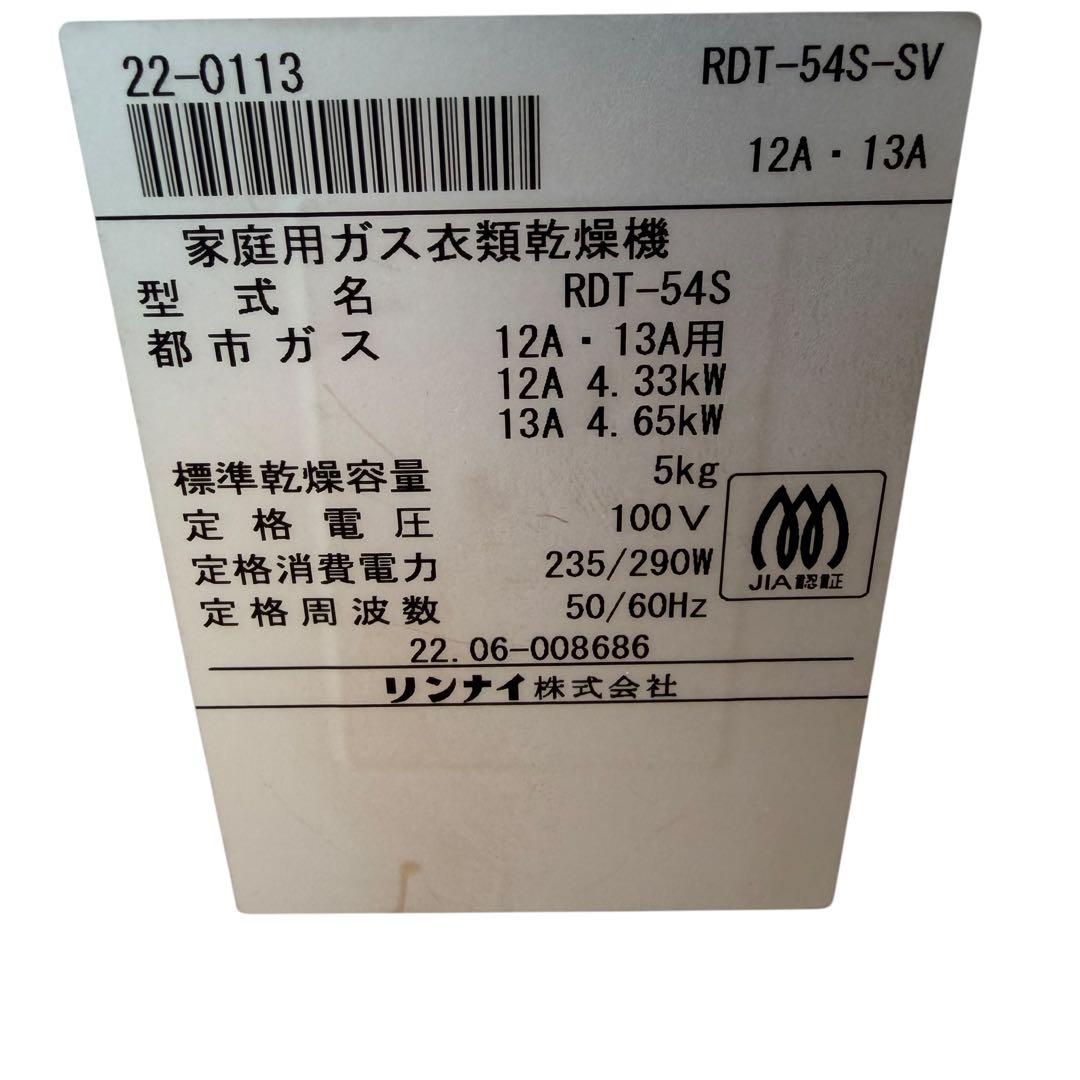 22-0113 RDT-54S-SV
12A・13A
家庭用ガス衣類乾燥機
型式名 RDT-54S
都市ガス 12A・13A用
12A 4.33kW
13A 4.65kW
標準乾燥容量 5kg
定格電圧 100V
定格消費電力 235/290W
定格周波数 50/60Hz
JIA認証
22.06-008686
リンナイ株式会社